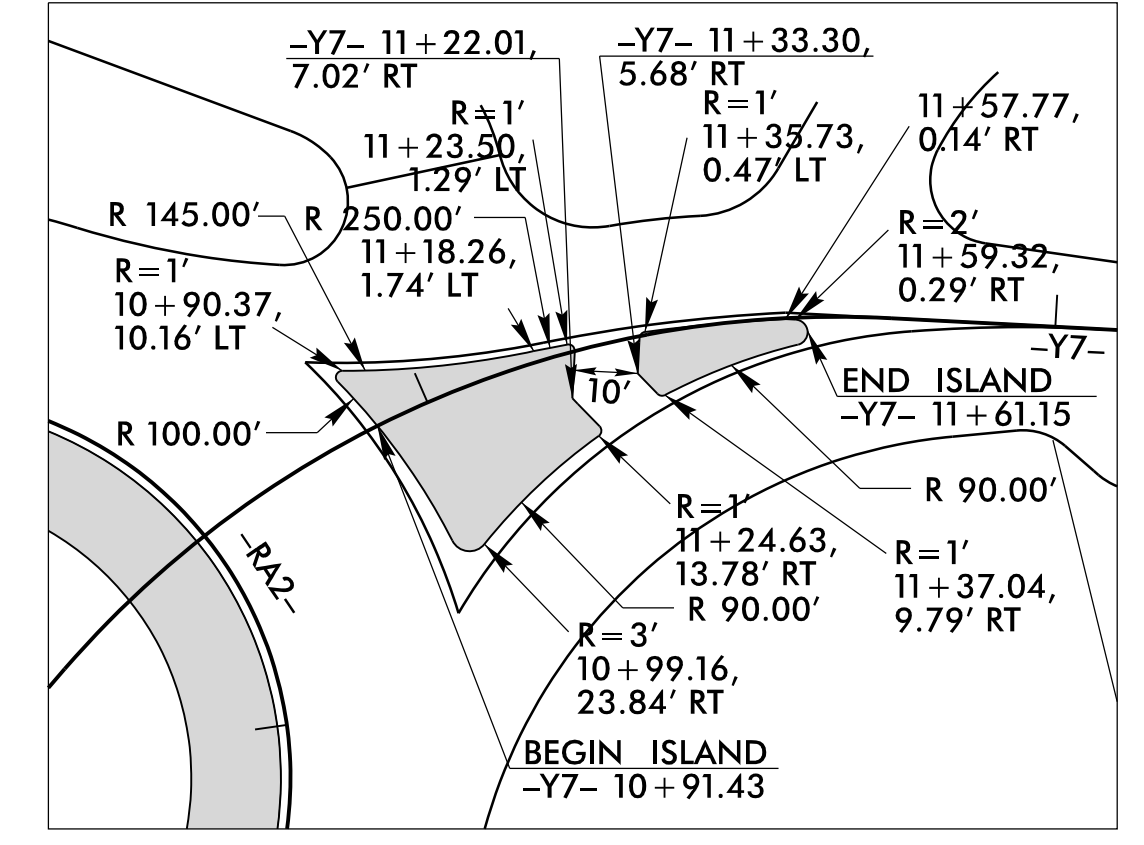 –Y7– 11+22.01,
7.02' RT
–Y7– 11+33.30,
5.68' RT
R=1'
11+23.50,
1.29' LT
R=1'
11+35.73,
0.47' LT
11+57.77,
0.14' RT
R 145.00'
R 250.00'
11+18.26,
1.74' LT
R=2'
11+59.32,
0.29' RT
R=1'
10+90.37,
10.16' LT
–Y7–
10'
END ISLAND
–Y7– 11+61.15
R 100.00'
R 90.00'
R=1'
11+24.63,
13.78' RT
R=1'
11+37.04,
9.79' RT
–RA2–
R 90.00'
R=3'
10+99.16,
23.84' RT
BEGIN ISLAND
–Y7– 10+91.43